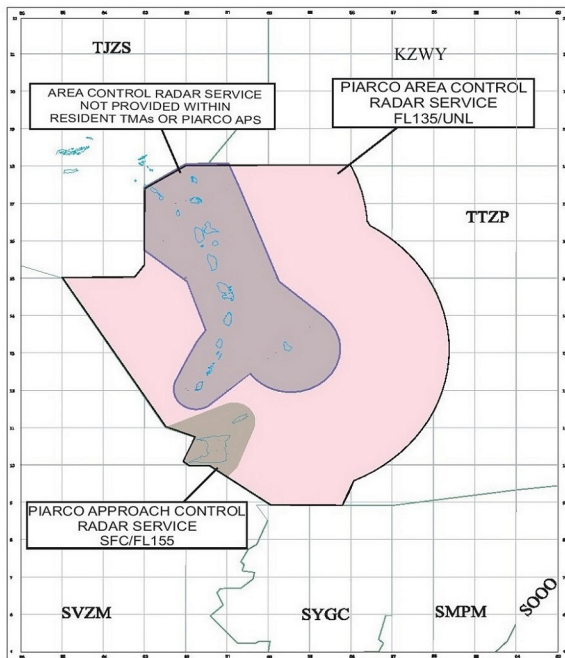 TJZS
KZWY
AREA CONTROL RADAR SERVICE
NOT PROVIDED WITHIN
RESIDENT TMAs OR PIARCO APS
PIARCO AREA CONTROL
RADAR SERVICE
FL135/UNL
TTZP
PIARCO APPROACH CONTROL
RADAR SERVICE
SFC/FL155
SVZM
SYGC
SMPM
SOOO